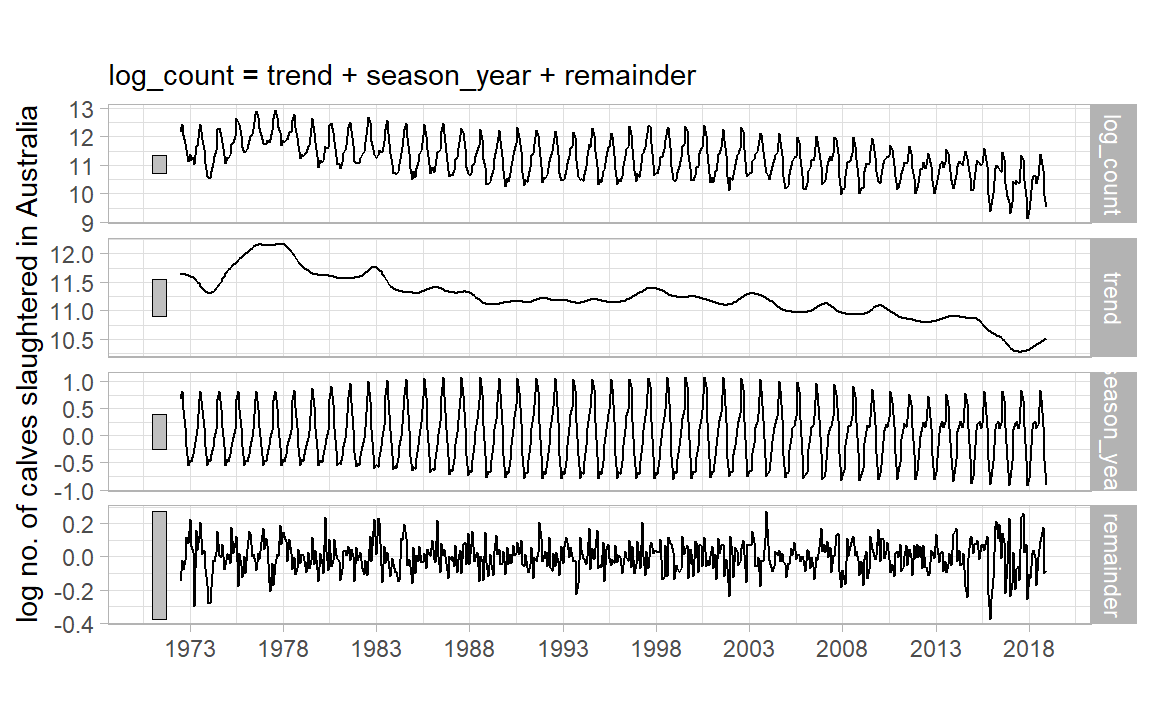 log_count = trend + season_year + remainder
log no. of calves slaughtered in Australia
13
12
11
10
9
log_count
12.0
11.5
11.0
10.5
trend
1.0
0.5
0.0
-0.5
-1.0
season_yea
0.2
0.0
-0.2
-0.4
remainder
1973 1978 1983 1988 1993 1998 2003 2008 2013 2018